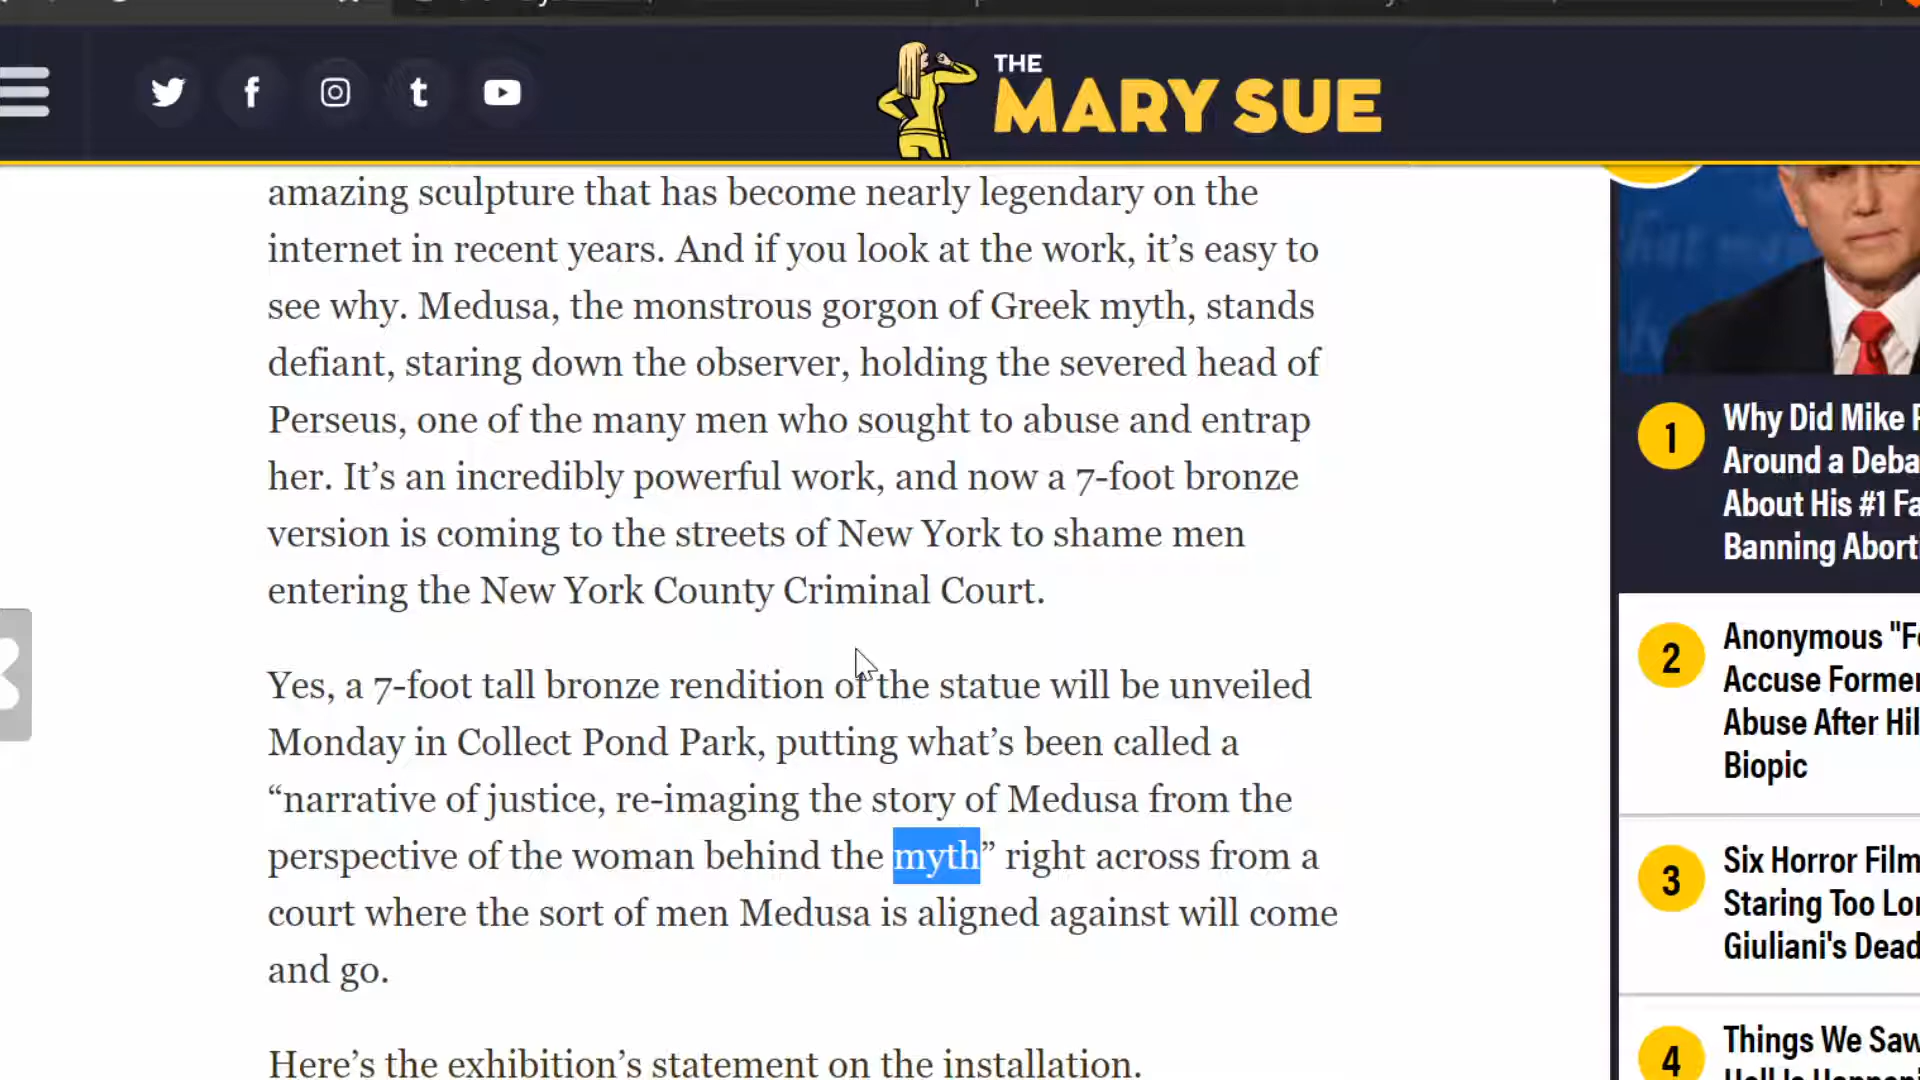 THE
MARY SUE
amazing sculpture that has become nearly legendary on the
internet in recent years. And if you look at the work, it’s easy to
see why. Medusa, the monstrous gorgon of Greek myth, stands
defiant, staring down the observer, holding the severed head of
Perseus, one of the many men who sought to abuse and entrap
her. It’s an incredibly powerful work, and now a 7-foot bronze
version is coming to the streets of New York to shame men
entering the New York County Criminal Court.
Yes, a 7-foot tall bronze rendition of the statue will be unveiled
Monday in Collect Pond Park, putting what’s been called a
“narrative of justice, re-imaging the story of Medusa from the
perspective of the woman behind the myth” right across from a
court where the sort of men Medusa is aligned against will come
and go.
Here’s the exhibition’s statement on the installation.
1
Why Did Mike
Around a
About His #1
Banning
2
Anonymous
Accuse
Abuse After
Biopic
3
Six Horror
Staring Too
Giuliani's
4
Things We